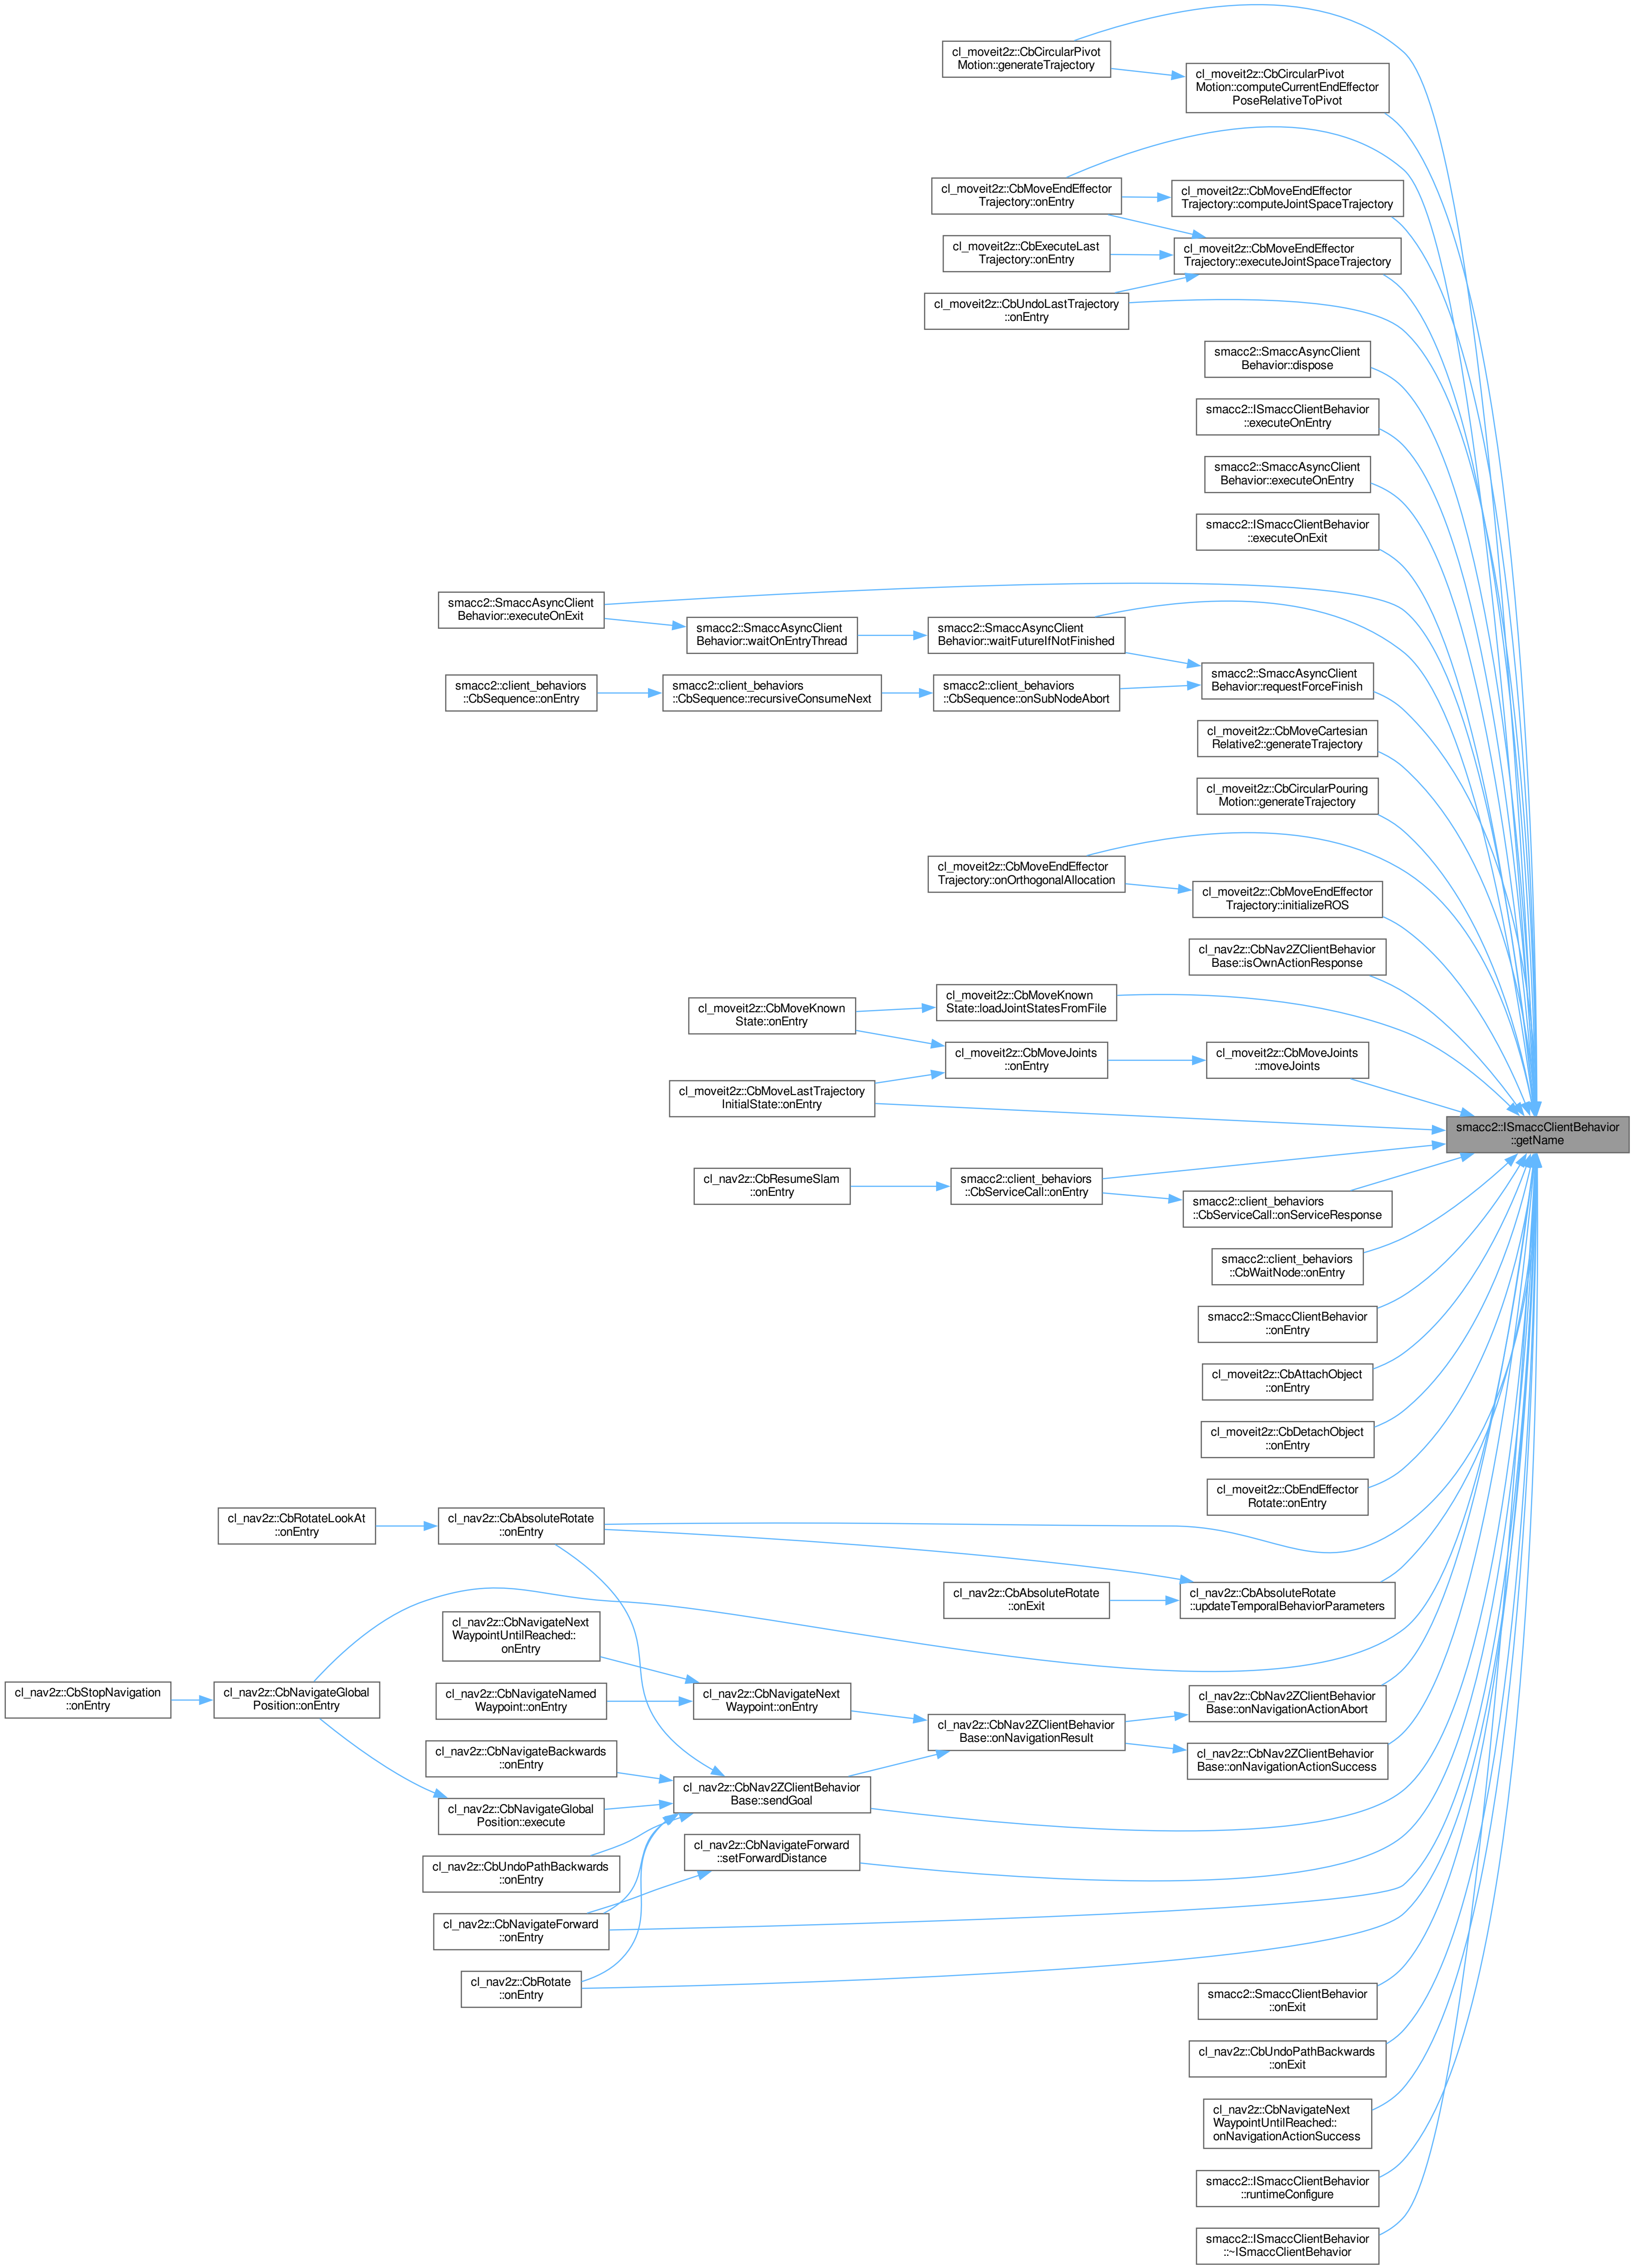 cl_moveit2z::CbCircularPivot
Motion::generateTrajectory
cl_moveit2z::CbCircularPivot
Motion::computeCurrentEndEffector
PoseRelativeToPivot
cl_moveit2z::CbMoveEndEffector
Trajectory::onEntry
cl_moveit2z::CbMoveEndEffector
Trajectory::computeJointSpaceTrajectory
cl_moveit2z::CbExecuteLast
Trajectory::onEntry
cl_moveit2z::CbMoveEndEffector
Trajectory::executeJointSpaceTrajectory
cl_moveit2z::CbUndoLastTrajectory
::onEntry
smacc2::SmaccAsyncClient
Behavior::dispose
smacc2::ISmaccClientBehavior
::executeOnEntry
smacc2::SmaccAsyncClient
Behavior::executeOnEntry
smacc2::ISmaccClientBehavior
::executeOnExit
smacc2::SmaccAsyncClient
Behavior::executeOnExit
smacc2::SmaccAsyncClient
Behavior::waitOnEntryThread
smacc2::SmaccAsyncClient
Behavior::waitFutureIfNotFinished
smacc2::SmaccAsyncClient
Behavior::requestForceFinish
smacc2::client_behaviors
::CbSequence::onEntry
smacc2::client_behaviors
::CbSequence::recursiveConsumeNext
smacc2::client_behaviors
::CbSequence::onSubNodeAbort
cl_moveit2z::CbMoveCartesian
Relative2::generateTrajectory
cl_moveit2z::CbCircularPouring
Motion::generateTrajectory
cl_moveit2z::CbMoveEndEffector
Trajectory::onOrthogonalAllocation
cl_moveit2z::CbMoveEndEffector
Trajectory::initializeROS
cl_nav2z::CbNav2ZClientBehavior
Base::isOwnActionResponse
cl_moveit2z::CbMoveKnown
State::onEntry
cl_moveit2z::CbMoveKnown
State::loadJointStatesFromFile
cl_moveit2z::CbMoveJoints
::onEntry
cl_moveit2z::CbMoveJoints
::moveJoints
cl_moveit2z::CbMoveLastTrajectory
InitialState::onEntry
smacc2::ISmaccClientBehavior
::getName
cl_nav2z::CbResumeSlam
::onEntry
smacc2::client_behaviors
::CbServiceCall::onEntry
smacc2::client_behaviors
::CbServiceCall::onServiceResponse
smacc2::client_behaviors
::CbWaitNode::onEntry
smacc2::SmaccClientBehavior
::onEntry
cl_moveit2z::CbAttachObject
::onEntry
cl_moveit2z::CbDetachObject
::onEntry
cl_moveit2z::CbEndEffector
Rotate::onEntry
cl_nav2z::CbRotateLookAt
::onEntry
cl_nav2z::CbAbsoluteRotate
::onEntry
cl_nav2z::CbAbsoluteRotate
::onExit
cl_nav2z::CbAbsoluteRotate
::updateTemporalBehaviorParameters
cl_nav2z::CbNavigateNext
WaypointUntilReached::
onEntry
cl_nav2z::CbStopNavigation
::onEntry
cl_nav2z::CbNavigateGlobal
Position::onEntry
cl_nav2z::CbNavigateNamed
Waypoint::onEntry
cl_nav2z::CbNavigateNext
Waypoint::onEntry
cl_nav2z::CbNav2ZClientBehavior
Base::onNavigationActionAbort
cl_nav2z::CbNav2ZClientBehavior
Base::onNavigationResult
cl_nav2z::CbNav2ZClientBehavior
Base::onNavigationActionSuccess
cl_nav2z::CbNavigateBackwards
::onEntry
cl_nav2z::CbNav2ZClientBehavior
Base::sendGoal
cl_nav2z::CbNavigateGlobal
Position::execute
cl_nav2z::CbNavigateForward
::setForwardDistance
cl_nav2z::CbUndoPathBackwards
::onEntry
cl_nav2z::CbNavigateForward
::onEntry
cl_nav2z::CbRotate
::onEntry
smacc2::SmaccClientBehavior
::onExit
cl_nav2z::CbUndoPathBackwards
::onExit
cl_nav2z::CbNavigateNext
WaypointUntilReached::
onNavigationActionSuccess
smacc2::ISmaccClientBehavior
::runtimeConfigure
smacc2::ISmaccClientBehavior
::~ISmaccClientBehavior